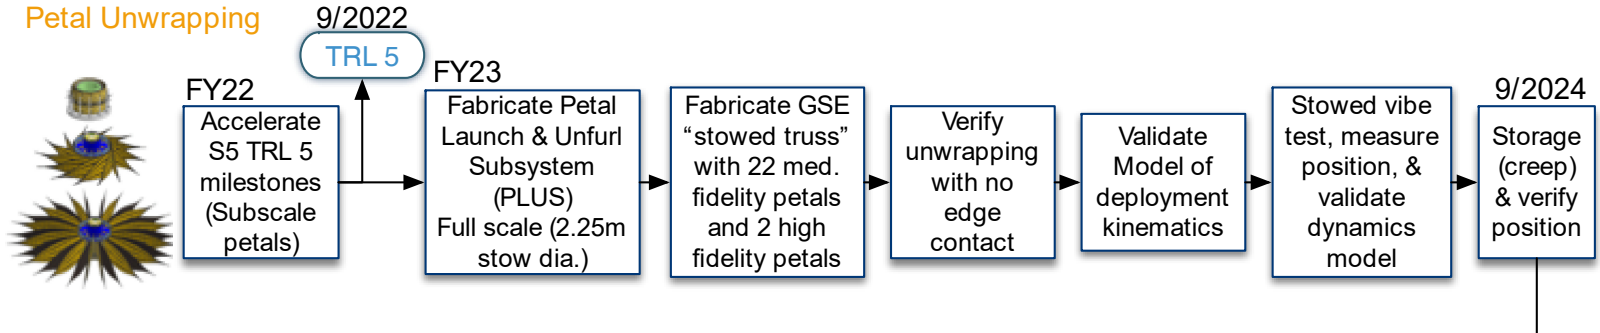 Petal Unwrapping
9/2022
TRL 5
FY22
Accelerate
S5 TRL 5
milestones
(Subscale
petals)
FY23
Fabricate Petal
Launch & Unfurl
Subsystem
(PLUS)
Full scale (2.25m
stow dia.)
Fabricate GSE
“stowed truss”
with 22 med.
fidelity petals
and 2 high
fidelity petals
Verify
unwrapping
with no
edge
contact
Validate
Model of
deployment
kinematics
Stowed vibe
test, measure
position, &
validate
dynamics
model
9/2024
Storage
(creep)
& verify
position